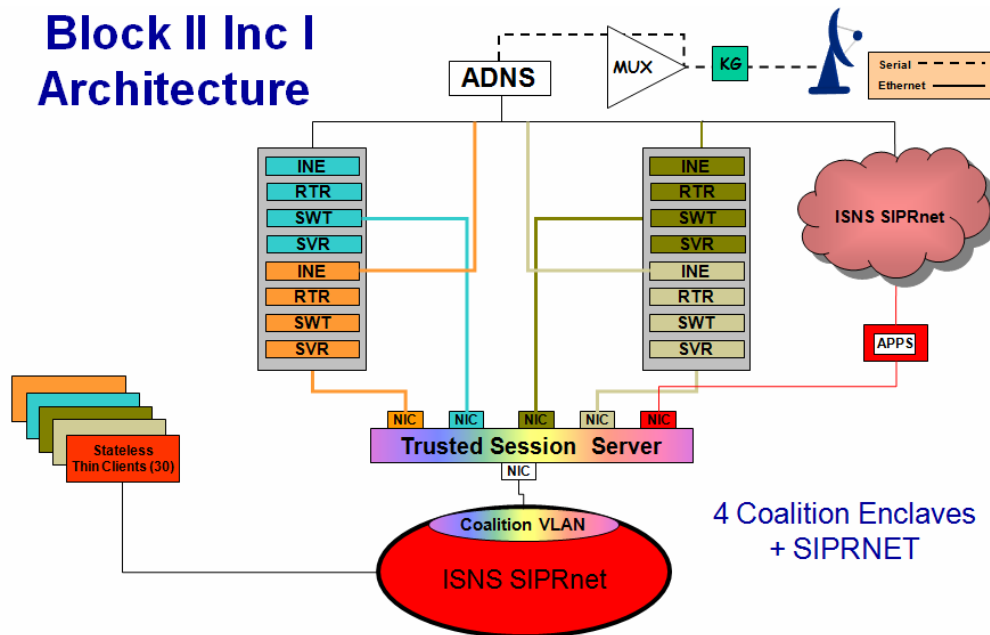 Block II Inc I
Architecture
ADNS
MUX
KG
Serial
Ethernet
INE
RTR
SWT
SVR
INE
RTR
SWT
SVR
INE
RTR
SWT
SVR
INE
RTR
SWT
SVR
ISNS SIPRnet
APPS
NIC
NIC
NIC
NIC
NIC
Trusted Session Server
NIC
Stateless
Thin Clients (30)
Coalition VLAN
ISNS SIPRnet
4 Coalition Enclaves
+ SIPRNET